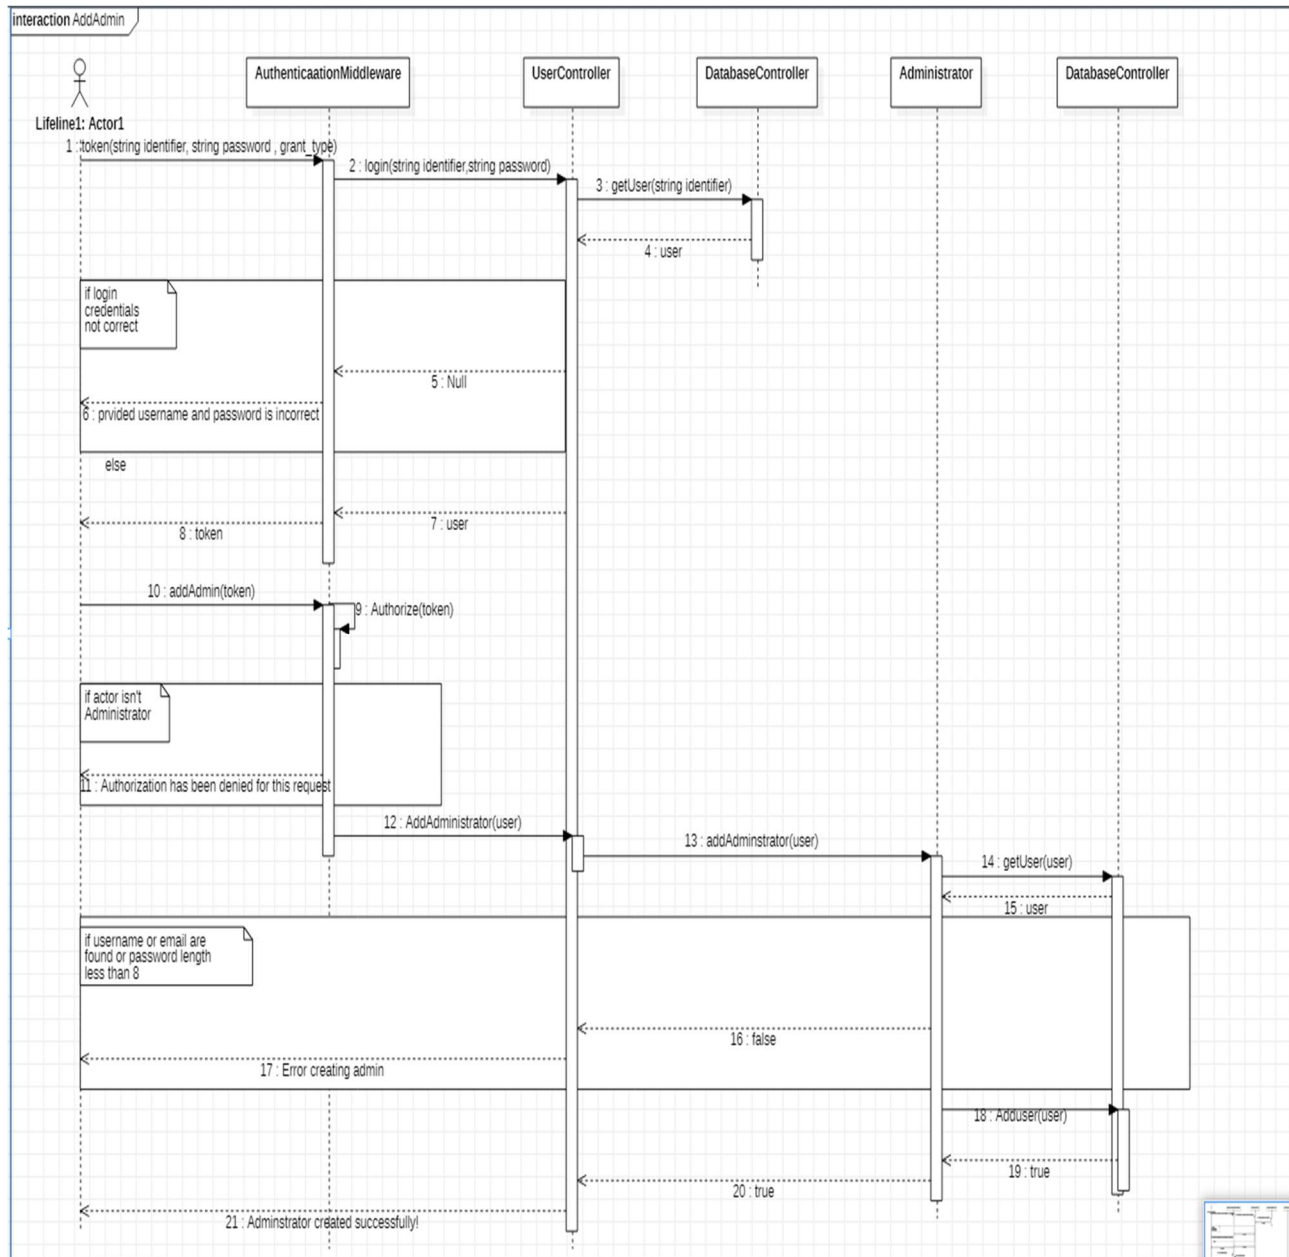 interaction AddAdmin
AuthenticaationMiddleware
UserController
DatabaseController
Administrator
DatabaseController
Lifeline1: Actor1
1 : token(string identifier, string password , grant_type)
2 : login(string identifier,string password)
3 : getUser(string identifier)
4 : user
if login
credentials
not correct
5 : Null
6 : prvided username and password is incorrect
else
7 : user
8 : token
10 : addAdmin(token)
9 : Authorize(token)
if actor isn't
Administrator
11 : Authorization has been denied for this request
12 : AddAdministrator(user)
13 : addAdminstrator(user)
14 : getUser(user)
15 : user
if username or email are
found or password length
less than 8
16 : false
17 : Error creating admin
18 : Adduser(user)
19 : true
20 : true
21 : Adminstrator created successfully!